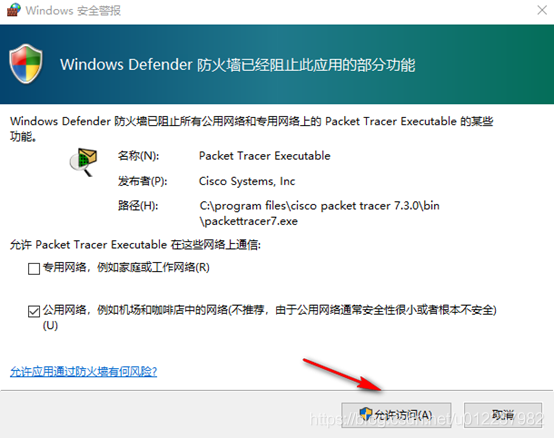 Windows 安全警报
Windows Defender 防火墙已经阻止此应用的部分功能
Windows Defender 防火墙已阻止所有公用网络和专用网络上的 Packet Tracer Executable 的某些
功能。
名称(N): Packet Tracer Executable
发布者(P): Cisco Systems, Inc
路径(H): C:\program files\cisco packet tracer 7.3.0\bin
\packettracer7.exe
允许 Packet Tracer Executable 在这些网络上通信:
专用网络，例如家庭或工作网络(R)
公用网络，例如机场和咖啡店中的网络(不推荐，由于公用网络通常安全性很小或者根本不安全)
(U)
允许应用通过防火墙有何风险?
允许访问(A) 取消